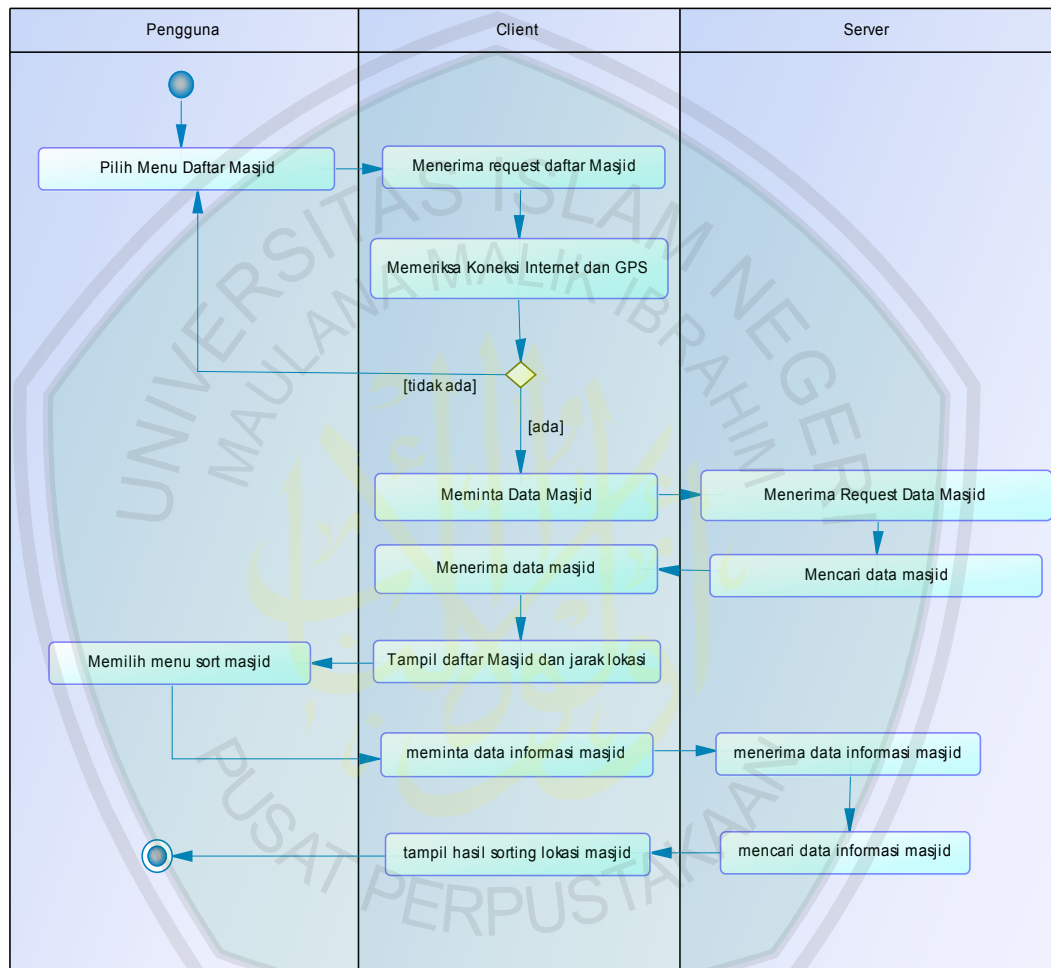 Pengguna
Client
Server
Pilih Menu Daftar Masjid
Menerima request daftar Masjid
Memeriksa Koneksi Internet dan GPS
[tidak ada]
[ada]
Meminta Data Masjid
Menerima Request Data Masjid
Menerima data masjid
Mencari data masjid
Memilih menu sort masjid
Tampil daftar Masjid dan jarak lokasi
meminta data informasi masjid
menerima data informasi masjid
tampil hasil sorting lokasi masjid
mencari data informasi masjid
UNIVERSITAS ISLAM NEGERI
MAULANA MALIK IBRAHIM
PUSAT PERPUSTAKAAN